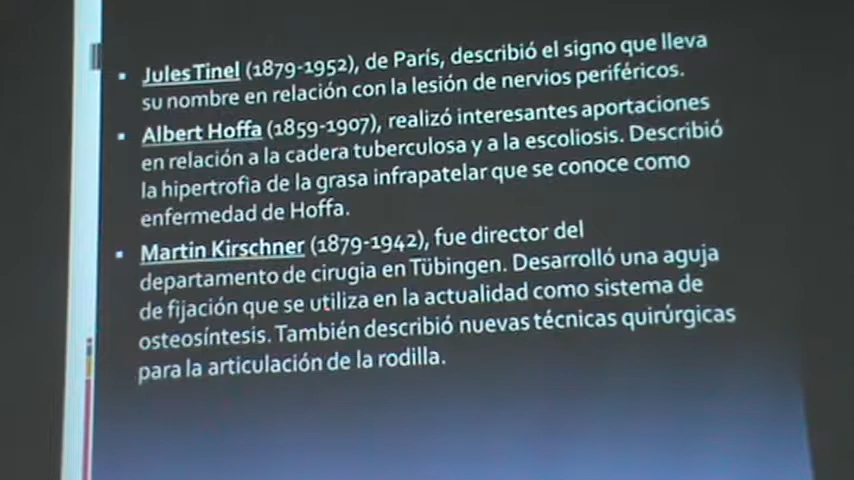 ▪ Jules Tinel (1879-1952), de París, describió el signo que lleva
su nombre en relación con la lesión de nervios periféricos.
▪ Albert Hoffa (1859-1907), realizó interesantes aportaciones
en relación a la cadera tuberculosa y a la escoliosis. Describió
la hipertrofia de la grasa infrapatelar que se conoce como
enfermedad de Hoffa.
▪ Martin Kirschner (1879-1942), fue director del
departamento de cirugia en Tübingen. Desarrolló una aguja
de fijación que se utiliza en la actualidad como sistema de
osteosíntesis. También describió nuevas técnicas quirúrgicas
para la articulación de la rodilla.